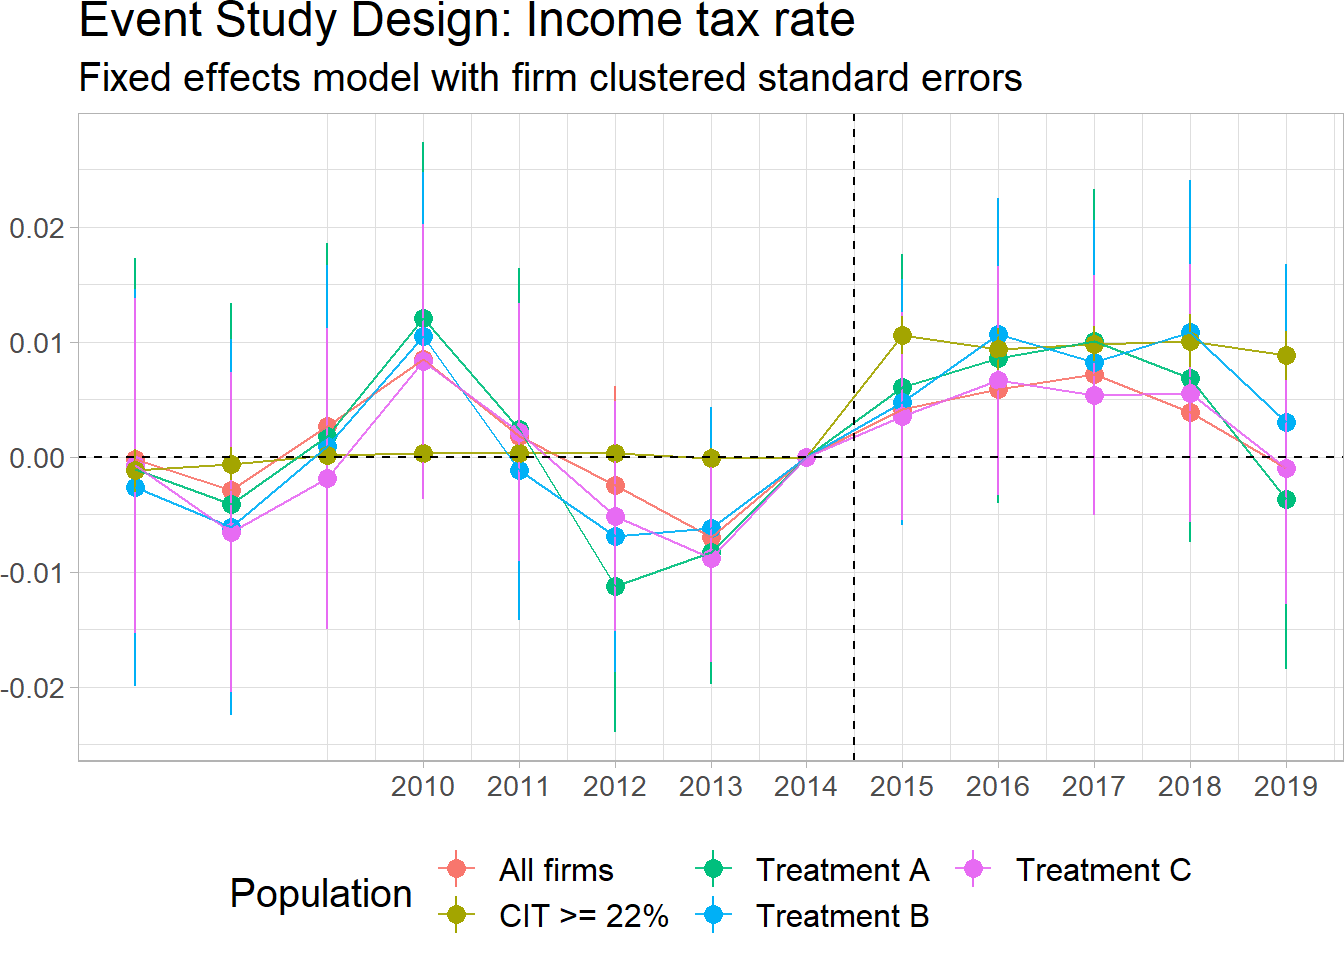 Event Study Design: Income tax rate
Fixed effects model with firm clustered standard errors
0.02
0.01
0.00
-0.01
-0.02
2010 2011 2012 2013 2014 2015 2016 2017 2018 2019
Population
All firms Treatment A Treatment C
CIT >= 22% Treatment B